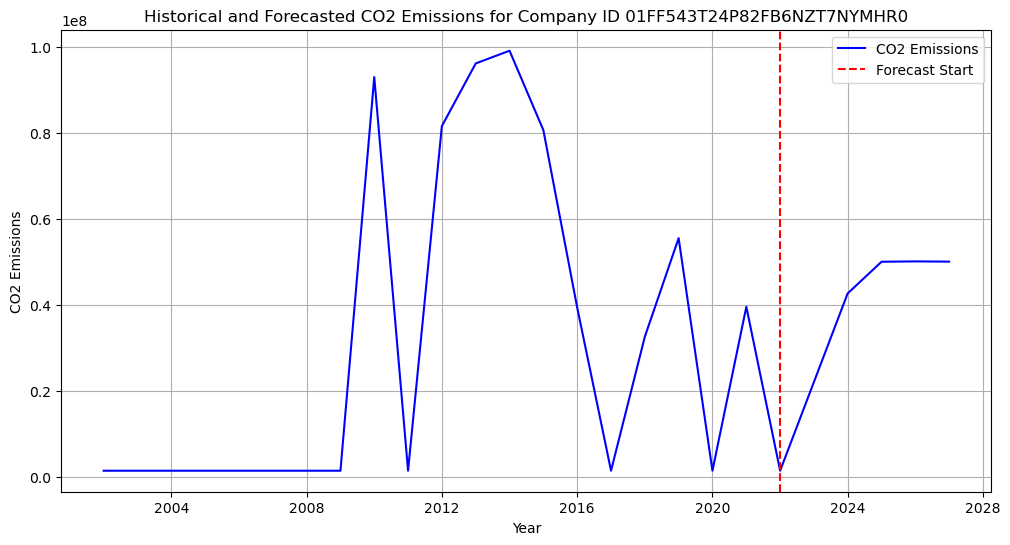 Historical and Forecasted CO2 Emissions for Company ID 01FF543T24P82FB6NZT7NYMHR0
1e8
CO2 Emissions
Forecast Start
1.0
0.8
0.6
0.4
0.2
0.0
CO2 Emissions
2004
2008
2012
2016
2020
2024
2028
Year